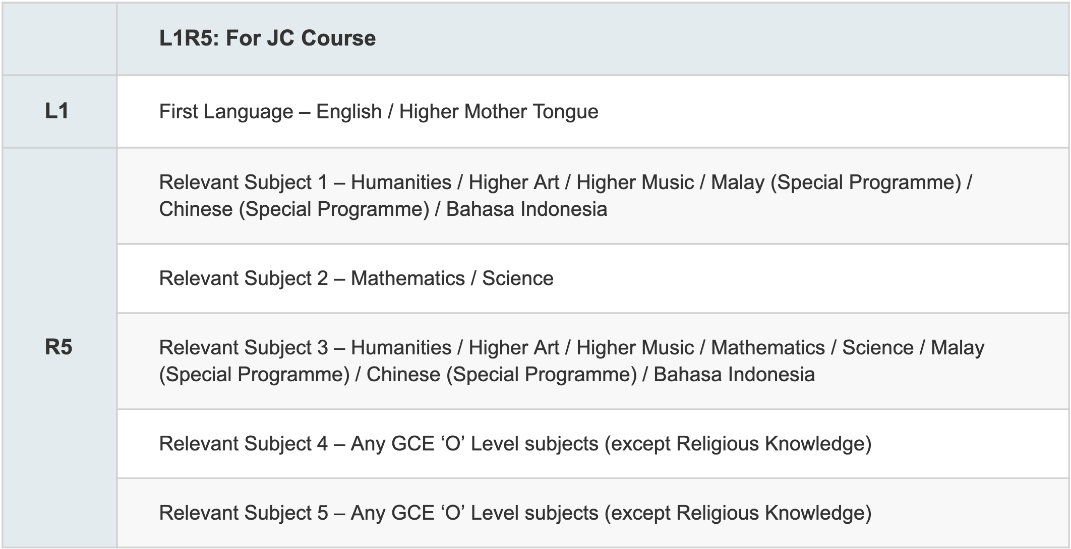 L1R5: For JC Course
L1
First Language – English / Higher Mother Tongue
R5
Relevant Subject 1 – Humanities / Higher Art / Higher Music / Malay (Special Programme) /
Chinese (Special Programme) / Bahasa Indonesia
Relevant Subject 2 – Mathematics / Science
Relevant Subject 3 – Humanities / Higher Art / Higher Music / Mathematics / Science / Malay
(Special Programme) / Chinese (Special Programme) / Bahasa Indonesia
Relevant Subject 4 – Any GCE ‘O’ Level subjects (except Religious Knowledge)
Relevant Subject 5 – Any GCE ‘O’ Level subjects (except Religious Knowledge)